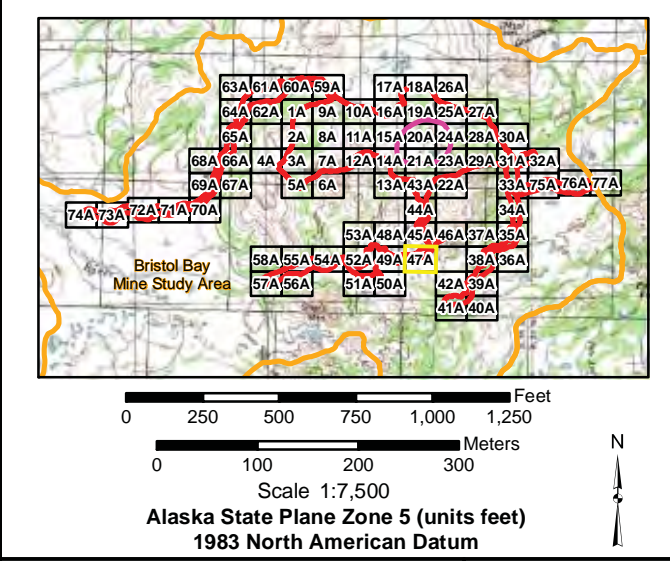 63A 61A 60A 59A 17A 18A 26A
64A 62A 1A 9A 10A 16A 19A 25A 27A
65A 2A 8A 11A 15A 20A 24A 28A 30A
68A 66A 4A 3A 7A 12A 14A 21A 23A 29A 31A 32A
69A 67A 5A 6A 13A 43A 22A 33A 75A 76A 77A
74A 73A 72A 71A 70A 44A 34A
53A 48A 45A 46A 37A 35A
58A 55A 54A 52A 49A 47A 38A 36A
57A 56A 51A 50A 42A 39A
41A 40A
Bristol Bay
Mine Study Area
Feet
0 250 500 750 1,000 1,250
Meters
0 100 200 300
N
Scale 1:7,500
Alaska State Plane Zone 5 (units feet)
1983 North American Datum